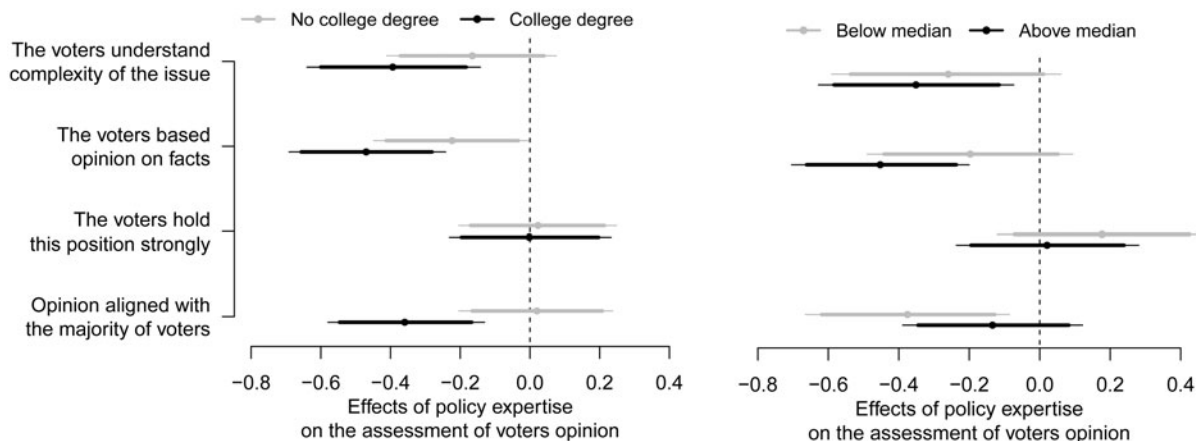 No college degree College degree
The voters understand
complexity of the issue
The voters based
opinion on facts
The voters hold
this position strongly
Opinion aligned with
the majority of voters
−0.8 −0.6 −0.4 −0.2 0.0 0.2 0.4
Effects of policy expertise
on the assessment of voters opinion
Below median Above median
−0.8 −0.6 −0.4 −0.2 0.0 0.2 0.4
Effects of policy expertise
on the assessment of voters opinion